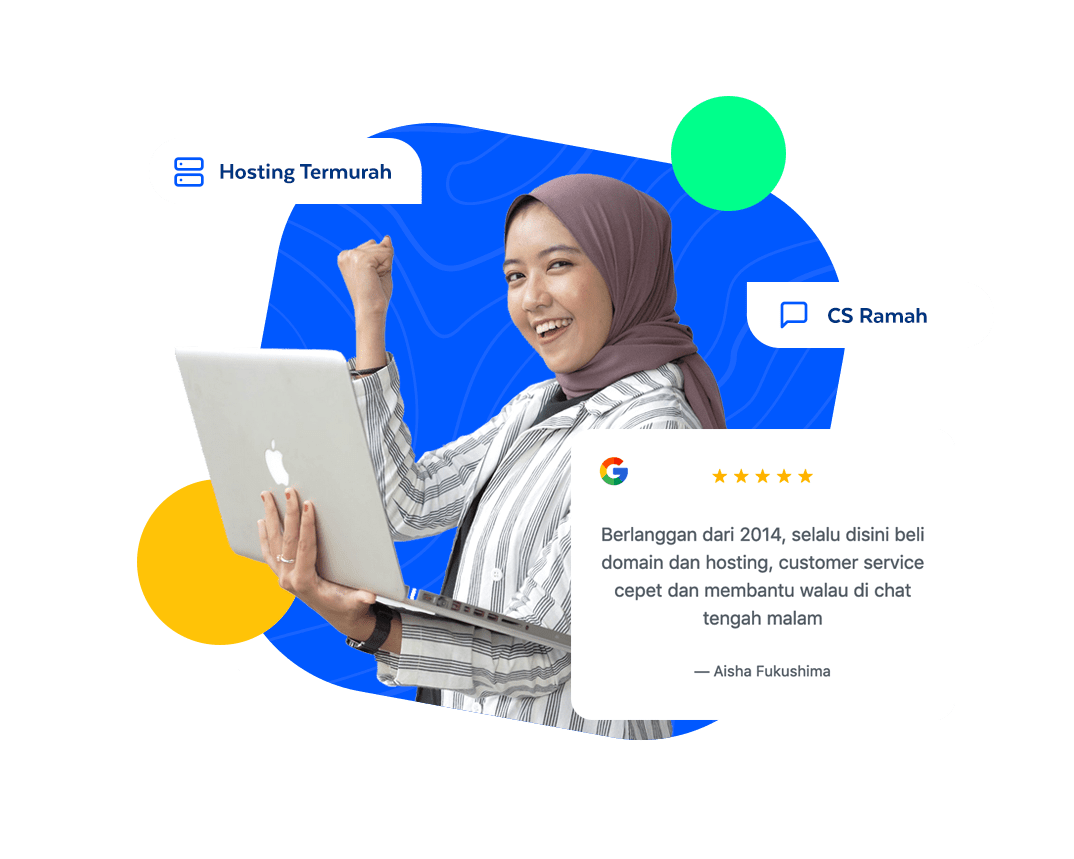 Hosting Termurah
CS Ramah
Berlanggan dari 2014, selalu disini beli
domain dan hosting, customer service
cepet dan membantu walau di chat
tengah malam
— Aisha Fukushima